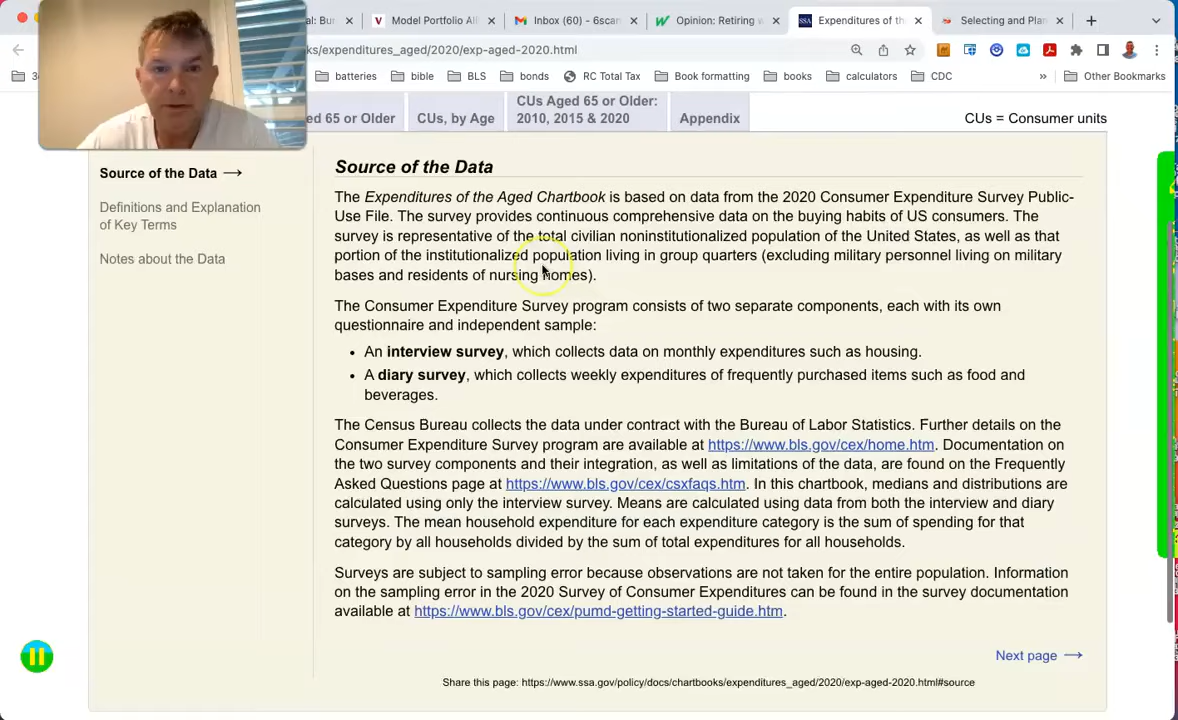 al: Bur
Model Portfolio All
Inbox (60) - 6scan
Opinion: Retiring w
Expenditures of the
Selecting and Plan
ks/expenditures_aged/2020/exp-aged-2020.html
batteries
bible
BLS
bonds
RC Total Tax
Book formatting
books
calculators
CDC
»
Other Bookmarks
ed 65 or Older
CUs, by Age
CUs Aged 65 or Older:
2010, 2015 & 2020
Appendix
CUs = Consumer units
Source of the Data →
Definitions and Explanation
of Key Terms
Notes about the Data
Source of the Data
The Expenditures of the Aged Chartbook is based on data from the 2020 Consumer Expenditure Survey Public-
Use File. The survey provides continuous comprehensive data on the buying habits of US consumers. The
survey is representative of the total civilian noninstitutionalized population of the United States, as well as that
portion of the institutionalized population living in group quarters (excluding military personnel living on military
bases and residents of nursing homes).
The Consumer Expenditure Survey program consists of two separate components, each with its own
questionnaire and independent sample:
• An interview survey, which collects data on monthly expenditures such as housing.
• A diary survey, which collects weekly expenditures of frequently purchased items such as food and
beverages.
The Census Bureau collects the data under contract with the Bureau of Labor Statistics. Further details on the
Consumer Expenditure Survey program are available at https://www.bls.gov/cex/home.htm. Documentation on
the two survey components and their integration, as well as limitations of the data, are found on the Frequently
Asked Questions page at https://www.bls.gov/cex/csxfaqs.htm. In this chartbook, medians and distributions are
calculated using only the interview survey. Means are calculated using data from both the interview and diary
surveys. The mean household expenditure for each expenditure category is the sum of spending for that
category by all households divided by the sum of total expenditures for all households.
Surveys are subject to sampling error because observations are not taken for the entire population. Information
on the sampling error in the 2020 Survey of Consumer Expenditures can be found in the survey documentation
available at https://www.bls.gov/cex/pumd-getting-started-guide.htm.
Next page →
Share this page: https://www.ssa.gov/policy/docs/chartbooks/expenditures_aged/2020/exp-aged-2020.html#source